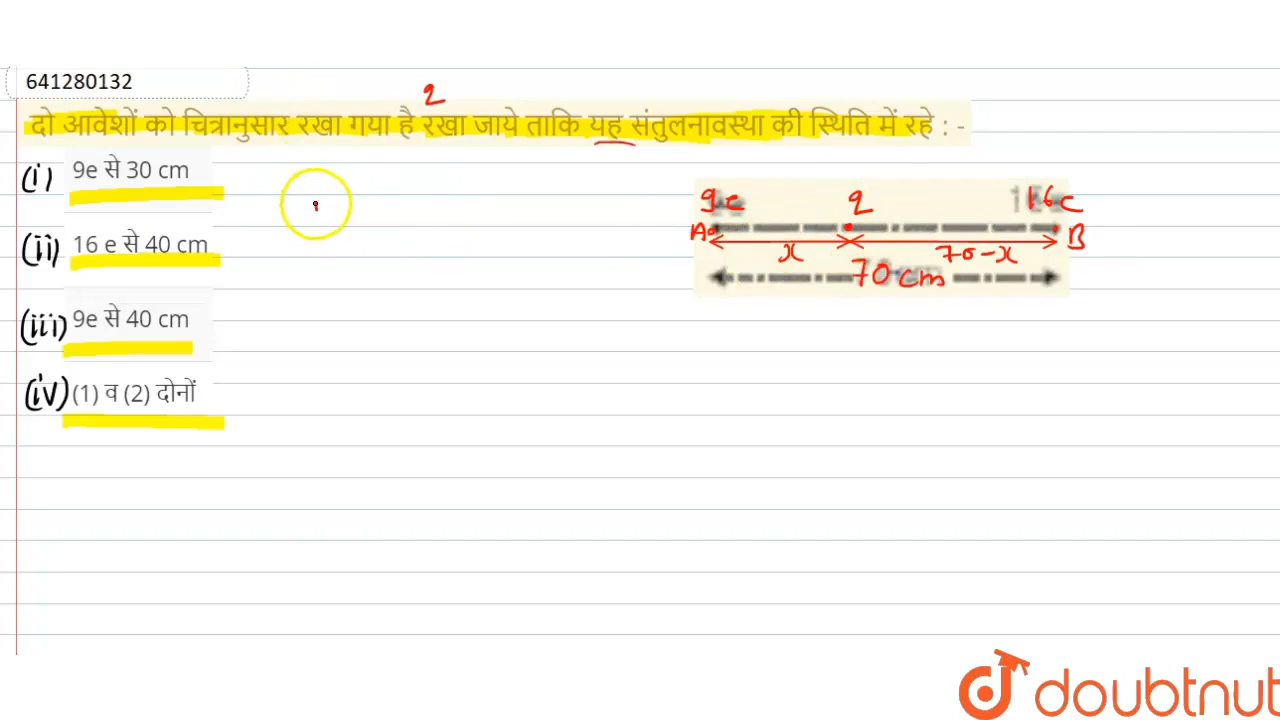 641280132
q
दो आवेशों को चित्रानुसार रखा गया है रखा जाये ताकि यह संतुलनावस्था की स्थिति में रहे : -
(i) 9e से 30 cm
(ii) 16 e से 40 cm
(iii) 9e से 40 cm
(iv) (1) व (2) दोनों
9e q 16e
A B
x 70-x
70 cm
doubtnut